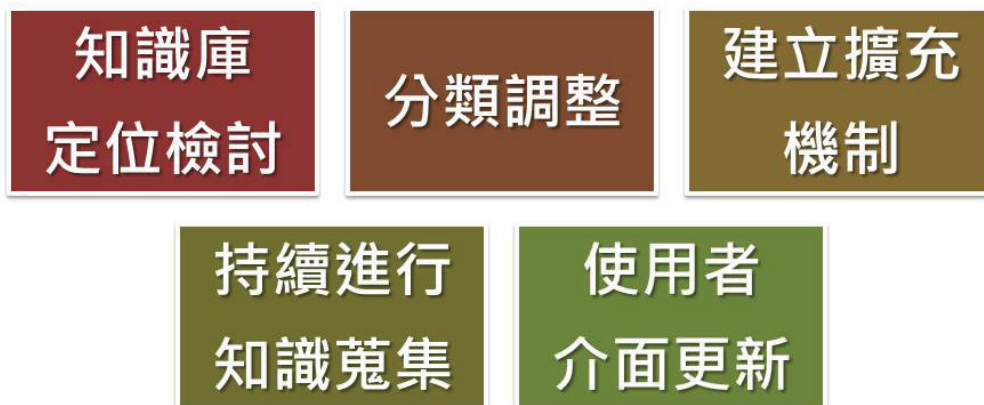 知識庫
定位檢討
分類調整
建立擴充
機制
持續進行
知識蒐集
使用者
介面更新